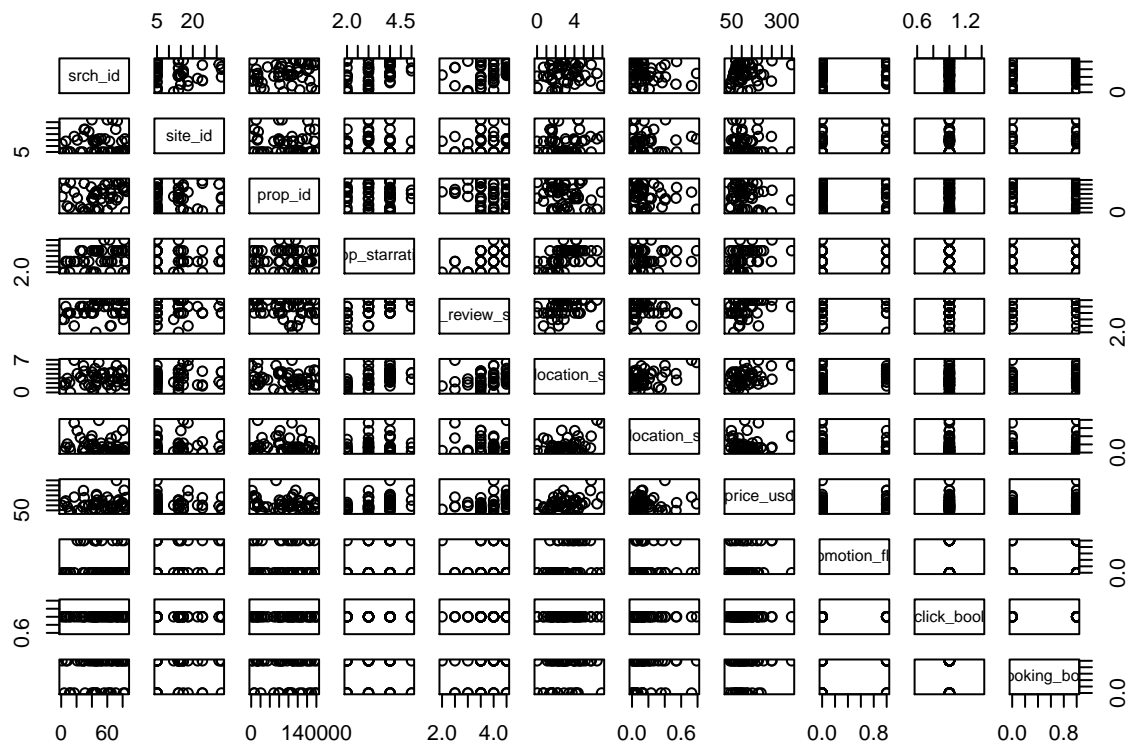 5 20 2.0 4.5 0 4 50 300 0.6 1.2
srch_id 0
5 site_id
prop_id 0
2.0 op_starrati
_review_s 2.0
0 7 location_s
location_s 0.0
50 price_usd
omotion_fl 0.0
0.6 click_bool
ooking_bo 0.0
0 60 0 140000 2.0 4.0 0.0 0.6 0.0 0.8 0.0 0.8